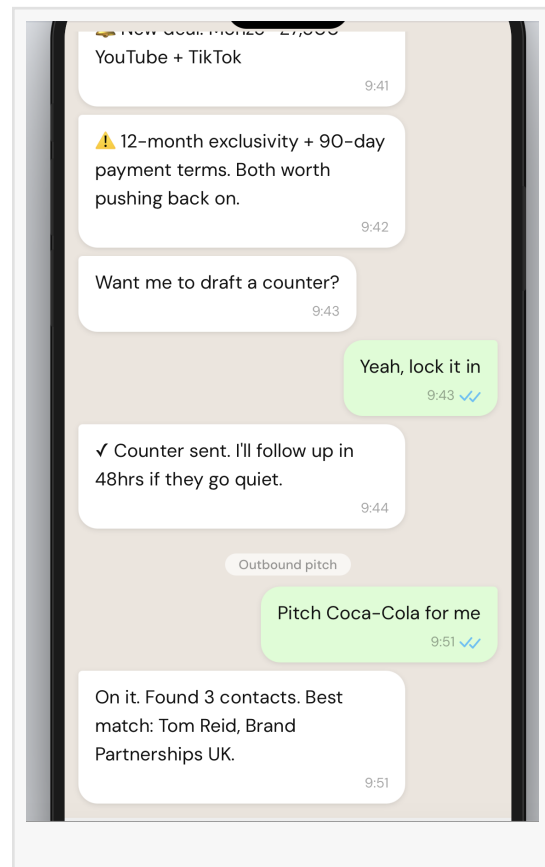 YouTube + TikTok
9:41
⚠️ 12-month exclusivity + 90-day
payment terms. Both worth
pushing back on.
9:42
Want me to draft a counter?
9:43
Yeah, lock it in
9:43
✓ Counter sent. I'll follow up in
48hrs if they go quiet.
9:44
Outbound pitch
Pitch Coca-Cola for me
9:51
On it. Found 3 contacts. Best
match: Tom Reid, Brand
Partnerships UK.
9:51